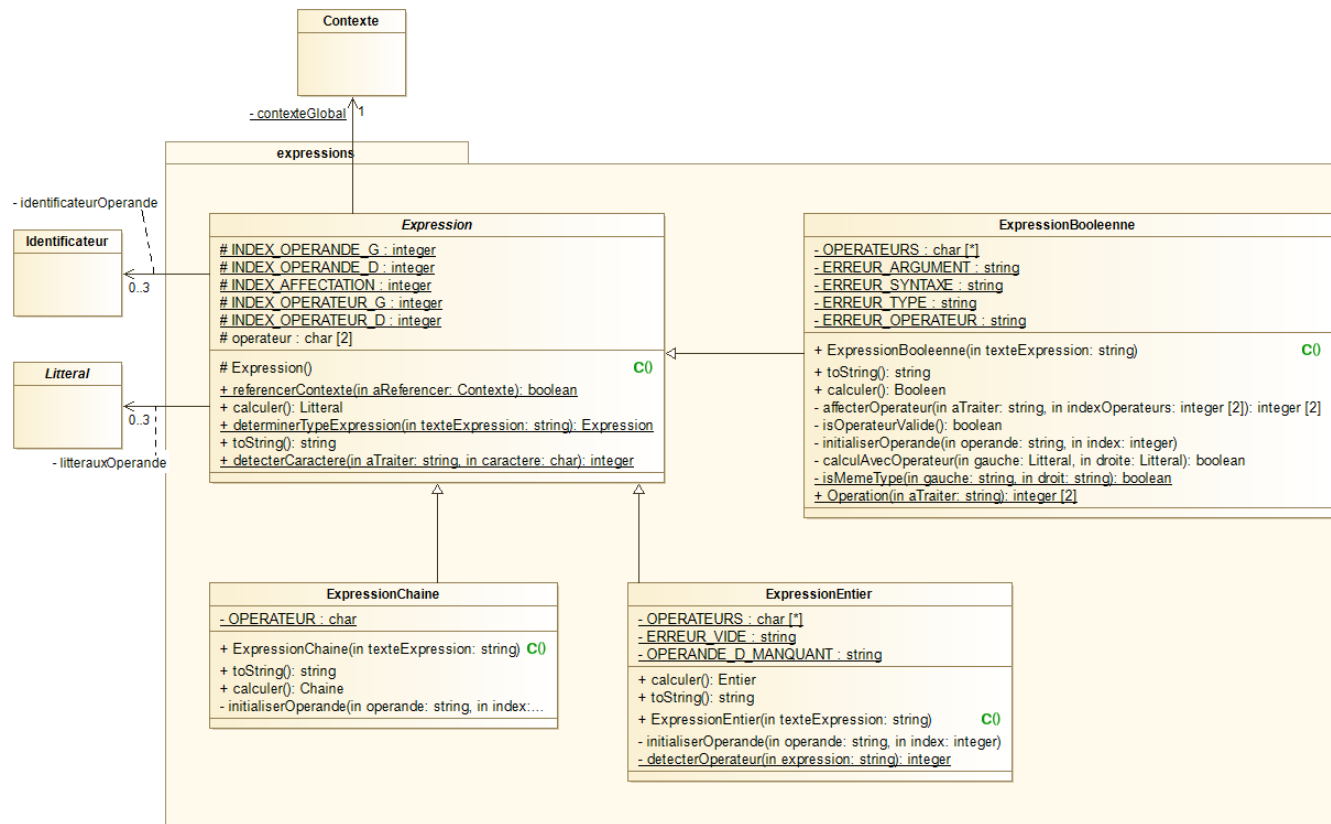 Contexte
- contexteGlobal
1
expressions
- identificateurOperande
Identificateur
0..3
Litteral
0..3
- litterauxOperande
Expression
# INDEX_OPERANDE_G : integer
# INDEX_OPERANDE_D : integer
# INDEX_AFFECTATION : integer
# INDEX_OPERATEUR_G : integer
# INDEX_OPERATEUR_D : integer
# operateur : char [2]
# Expression() C()
+ referencerContexte(in aReferencer: Contexte): boolean
+ calculer(): Litteral
+ determinerTypeExpression(in texteExpression: string): Expression
+ toString(): string
+ detecterCaractere(in aTraiter: string, in caractere: char): integer
ExpressionBooleenne
- OPERATEURS : char [*]
- ERREUR_ARGUMENT : string
- ERREUR_SYNTAXE : string
- ERREUR_TYPE : string
- ERREUR_OPERATEUR : string
+ ExpressionBooleenne(in texteExpression: string) C()
+ toString(): string
+ calculer(): Booleen
- affecterOperateur(in aTraiter: string, in indexOperateurs: integer [2]): integer [2]
- isOperateurValide(): boolean
- initialiserOperande(in operande: string, in index: integer)
- calculAvecOperateur(in gauche: Litteral, in droite: Litteral): boolean
- isMemeType(in gauche: string, in droit: string): boolean
+ Operation(in aTraiter: string): integer [2]
ExpressionChaine
- OPERATEUR : char
+ ExpressionChaine(in texteExpression: string) C()
+ toString(): string
+ calculer(): Chaine
- initialiserOperande(in operande: string, in index:...
ExpressionEntier
- OPERATEURS : char [*]
- ERREUR_VIDE : string
- OPERANDE_D_MANQUANT : string
+ calculer(): Entier
+ toString(): string
+ ExpressionEntier(in texteExpression: string) C()
- initialiserOperande(in operande: string, in index: integer)
- detecterOperateur(in expression: string): integer